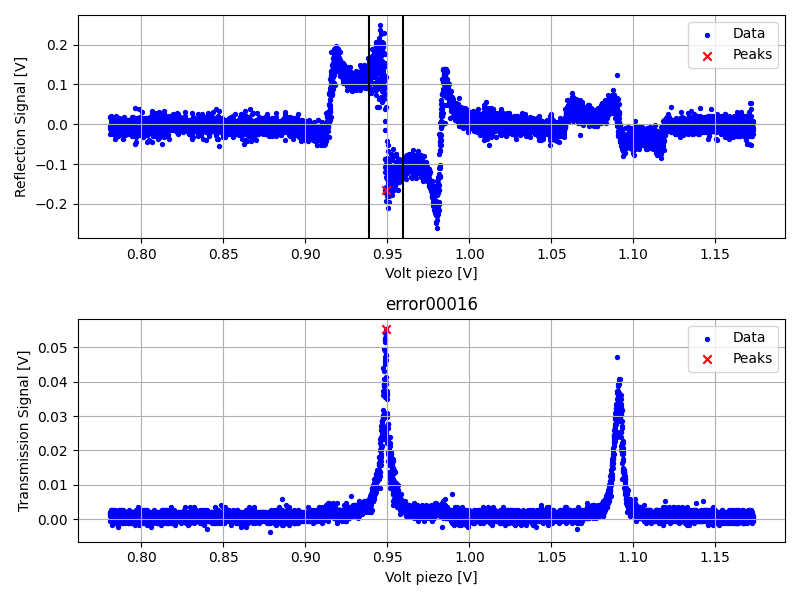 Reflection Signal [V]
0.2
0.1
0.0
−0.1
−0.2
Data
Peaks
0.80 0.85 0.90 0.95 1.00 1.05 1.10 1.15
Volt piezo [V]
error00016
Transmission Signal [V]
0.05
0.04
0.03
0.02
0.01
0.00
Data
Peaks
0.80 0.85 0.90 0.95 1.00 1.05 1.10 1.15
Volt piezo [V]